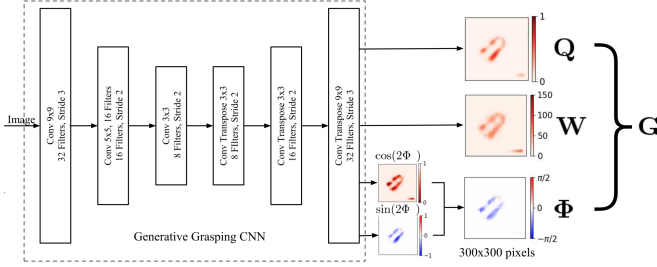 Image
Conv 9x9
32 Filters, Stride 3
Conv 5x5, 16 Filters
16 Filters, Stride 2
Conv 3x3
8 Filters, Stride 2
Conv Transpose 3x3
8 Filters, Stride 2
Conv Transpose 3x3
16 Filters, Stride 2
Conv Transpose 9x9
32 Filters, Stride 3
Generative Grasping CNN
1
0
Q
150
100
50
0
W
G
cos(2Φ
1
0
sin(2Φ
1
-1
π/2
−π/2
Φ
300x300 pixels